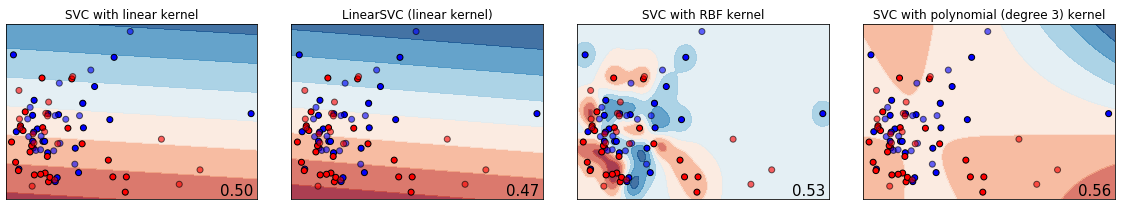 SVC with linear kernel
LinearSVC (linear kernel)
SVC with RBF kernel
SVC with polynomial (degree 3) kernel
0.50
0.47
0.53
0.56